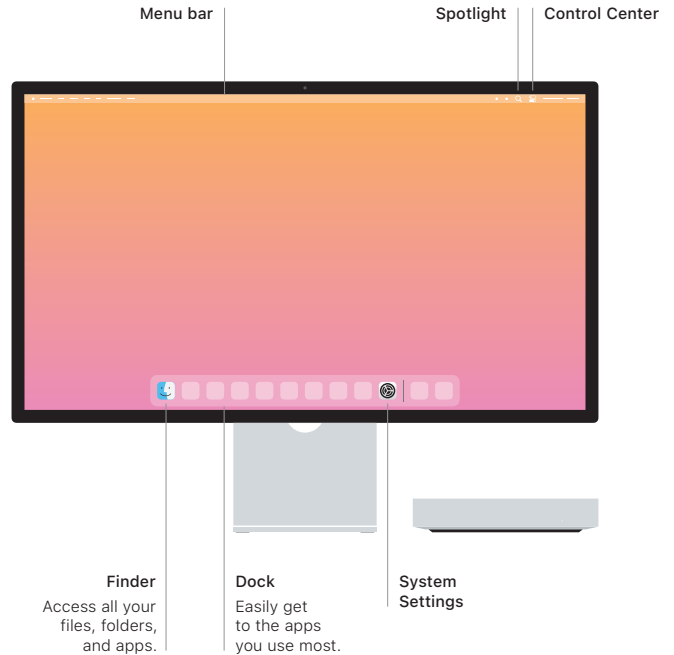 Menu bar
Spotlight
Control Center
Finder
Access all your
files, folders,
and apps.
Dock
Easily get
to the apps
you use most.
System
Settings